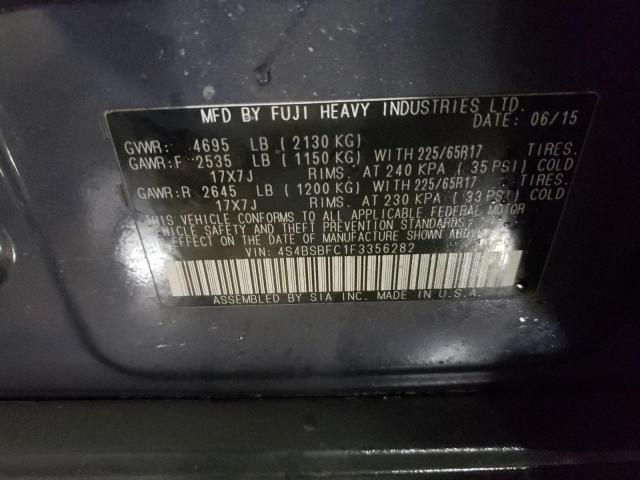 MFD BY FUJI HEAVY INDUSTRIES LTD.
DATE: 06/15
GVWR: 4695 LB ( 2130 KG)
GAWR:F 2535 LB ( 1150 KG) WITH 225/65R17 TIRES.
17X7J RIMS. AT 240 KPA ( 35 PSI) COLD
GAWR:R 2645 LB ( 1200 KG) WITH 225/65R17 TIRES.
17X7J RIMS. AT 230 KPA ( 33 PSI) COLD
THIS VEHICLE CONFORMS TO ALL APPLICABLE FEDERAL MOTOR
VEHICLE SAFETY AND THEFT PREVENTION STANDARDS
IN EFFECT ON THE DATE OF MANUFACTURE SHOWN ABOVE.
VIN: 4S4BSBFC1F3356282
ASSEMBLED BY SIA INC. MADE IN U.S.A.